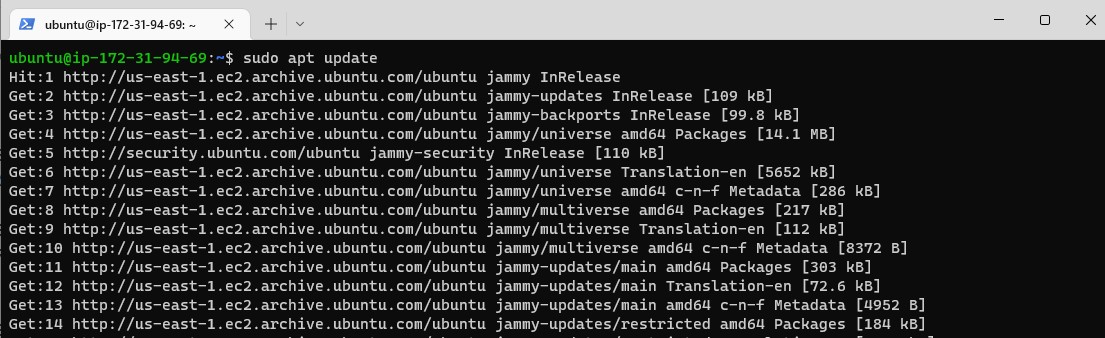 ubuntu@ip-172-31-94-69: ~
ubuntu@ip-172-31-94-69:~$ sudo apt update
Hit:1 http://us-east-1.ec2.archive.ubuntu.com/ubuntu jammy InRelease
Get:2 http://us-east-1.ec2.archive.ubuntu.com/ubuntu jammy-updates InRelease [109 kB]
Get:3 http://us-east-1.ec2.archive.ubuntu.com/ubuntu jammy-backports InRelease [99.8 kB]
Get:4 http://us-east-1.ec2.archive.ubuntu.com/ubuntu jammy/universe amd64 Packages [14.1 MB]
Get:5 http://security.ubuntu.com/ubuntu jammy-security InRelease [110 kB]
Get:6 http://us-east-1.ec2.archive.ubuntu.com/ubuntu jammy/universe Translation-en [5652 kB]
Get:7 http://us-east-1.ec2.archive.ubuntu.com/ubuntu jammy/universe amd64 c-n-f Metadata [286 kB]
Get:8 http://us-east-1.ec2.archive.ubuntu.com/ubuntu jammy/multiverse amd64 Packages [217 kB]
Get:9 http://us-east-1.ec2.archive.ubuntu.com/ubuntu jammy/multiverse Translation-en [112 kB]
Get:10 http://us-east-1.ec2.archive.ubuntu.com/ubuntu jammy/multiverse amd64 c-n-f Metadata [8372 B]
Get:11 http://us-east-1.ec2.archive.ubuntu.com/ubuntu jammy-updates/main amd64 Packages [303 kB]
Get:12 http://us-east-1.ec2.archive.ubuntu.com/ubuntu jammy-updates/main Translation-en [72.6 kB]
Get:13 http://us-east-1.ec2.archive.ubuntu.com/ubuntu jammy-updates/main amd64 c-n-f Metadata [4952 B]
Get:14 http://us-east-1.ec2.archive.ubuntu.com/ubuntu jammy-updates/restricted amd64 Packages [184 kB]